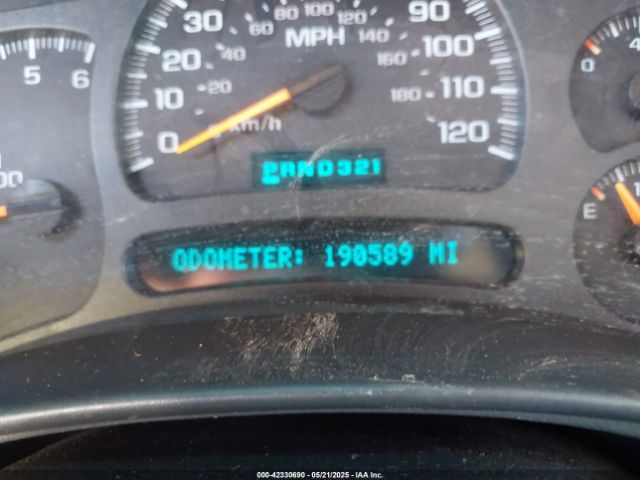 30 80 100 120 90
60 140
20 40 MPH 160 100
5 6 10 20 180 110
0 km/h 120
PRND321
E
ODOMETER: 190589 MI
000-42330690 - 05/21/2025 - IAA Inc.